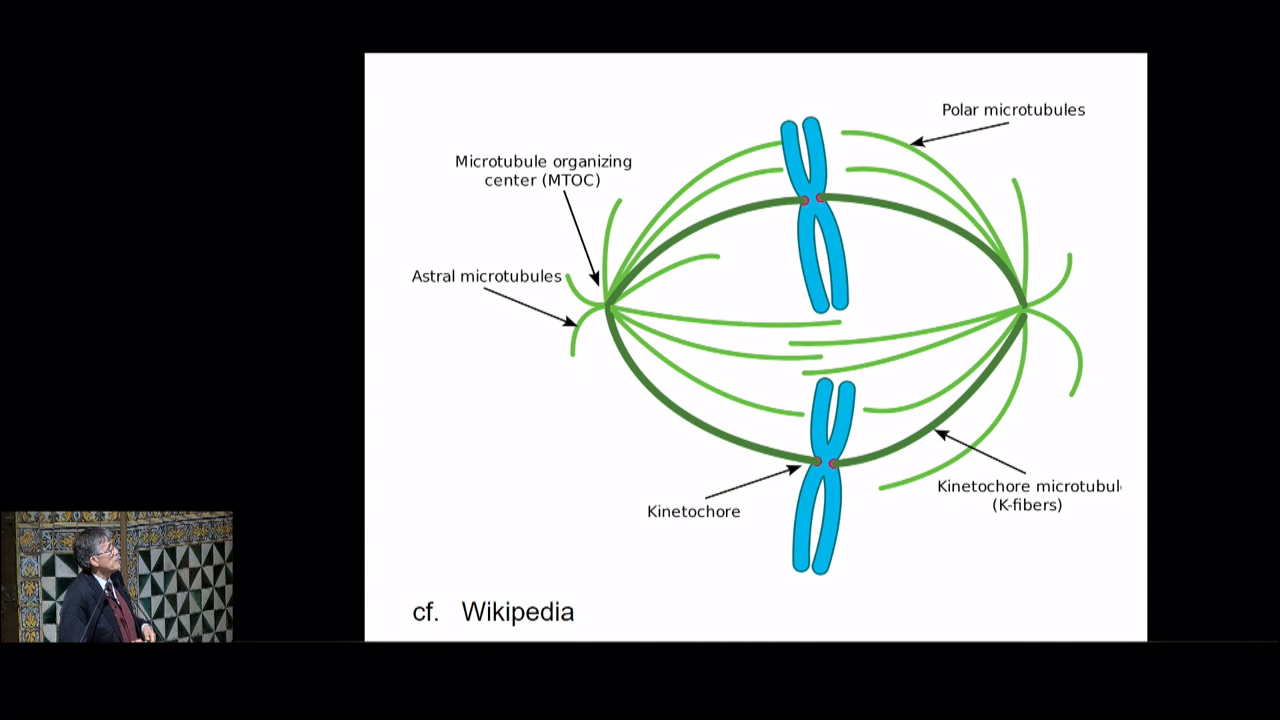 Polar microtubules
Microtubule organizing
center (MTOC)
Astral microtubules
Kinetochore microtubul
(K-fibers)
Kinetochore
cf. Wikipedia